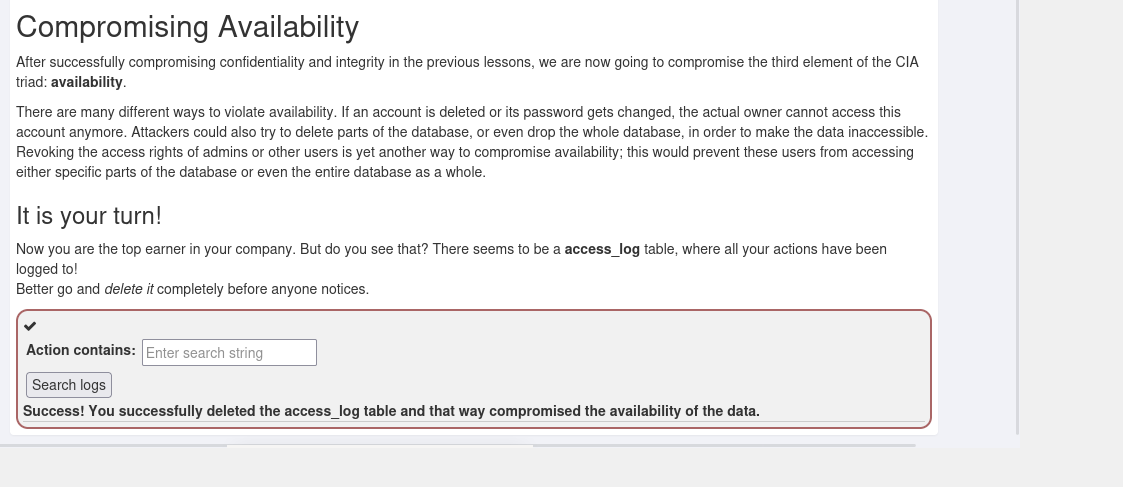 Compromising Availability
After successfully compromising confidentiality and integrity in the previous lessons, we are now going to compromise the third element of the CIA
triad: availability.
There are many different ways to violate availability. If an account is deleted or its password gets changed, the actual owner cannot access this
account anymore. Attackers could also try to delete parts of the database, or even drop the whole database, in order to make the data inaccessible.
Revoking the access rights of admins or other users is yet another way to compromise availability; this would prevent these users from accessing
either specific parts of the database or even the entire database as a whole.
It is your turn!
Now you are the top earner in your company. But do you see that? There seems to be a access_log table, where all your actions have been
logged to!
Better go and delete it completely before anyone notices.
✔
Action contains: Enter search string
Search logs
Success! You successfully deleted the access_log table and that way compromised the availability of the data.